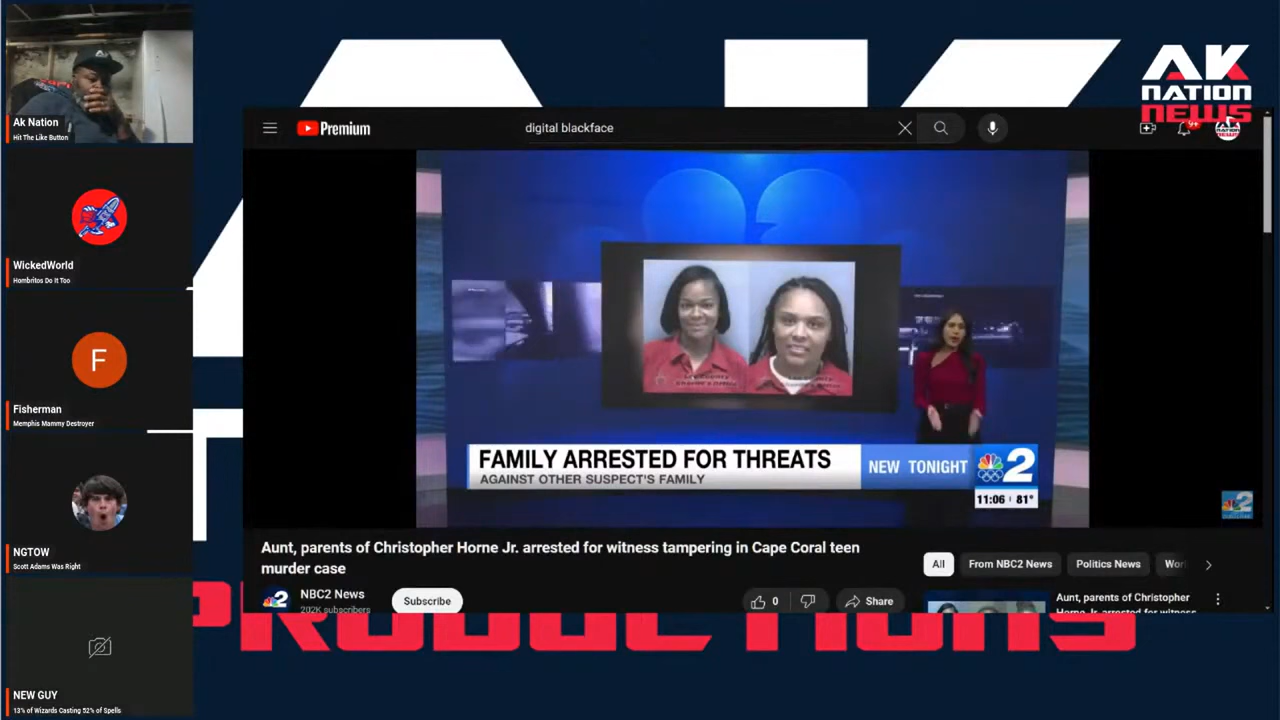 Ak Nation
Hit The Like Button
WickedWorld
Hombritos Do It Too
F
Fisherman
Memphis Mammy Destroyer
NGTOW
Scott Adams Was Right
NEW GUY
13% of Wizards Casting 52% of Spells
AK
NATION
NEWS
Premium
digital blackface
9+
FAMILY ARRESTED FOR THREATS
AGAINST OTHER SUSPECT'S FAMILY
NEW TONIGHT
2
11:06 81°
2
Aunt, parents of Christopher Horne Jr. arrested for witness tampering in Cape Coral teen
murder case
NBC2 News
202K subscribers
Subscribe
0
Share
All
From NBC2 News
Politics News
Aunt, parents of Christopher
Horne Jr. arrested for witness
PRODUCTIONS